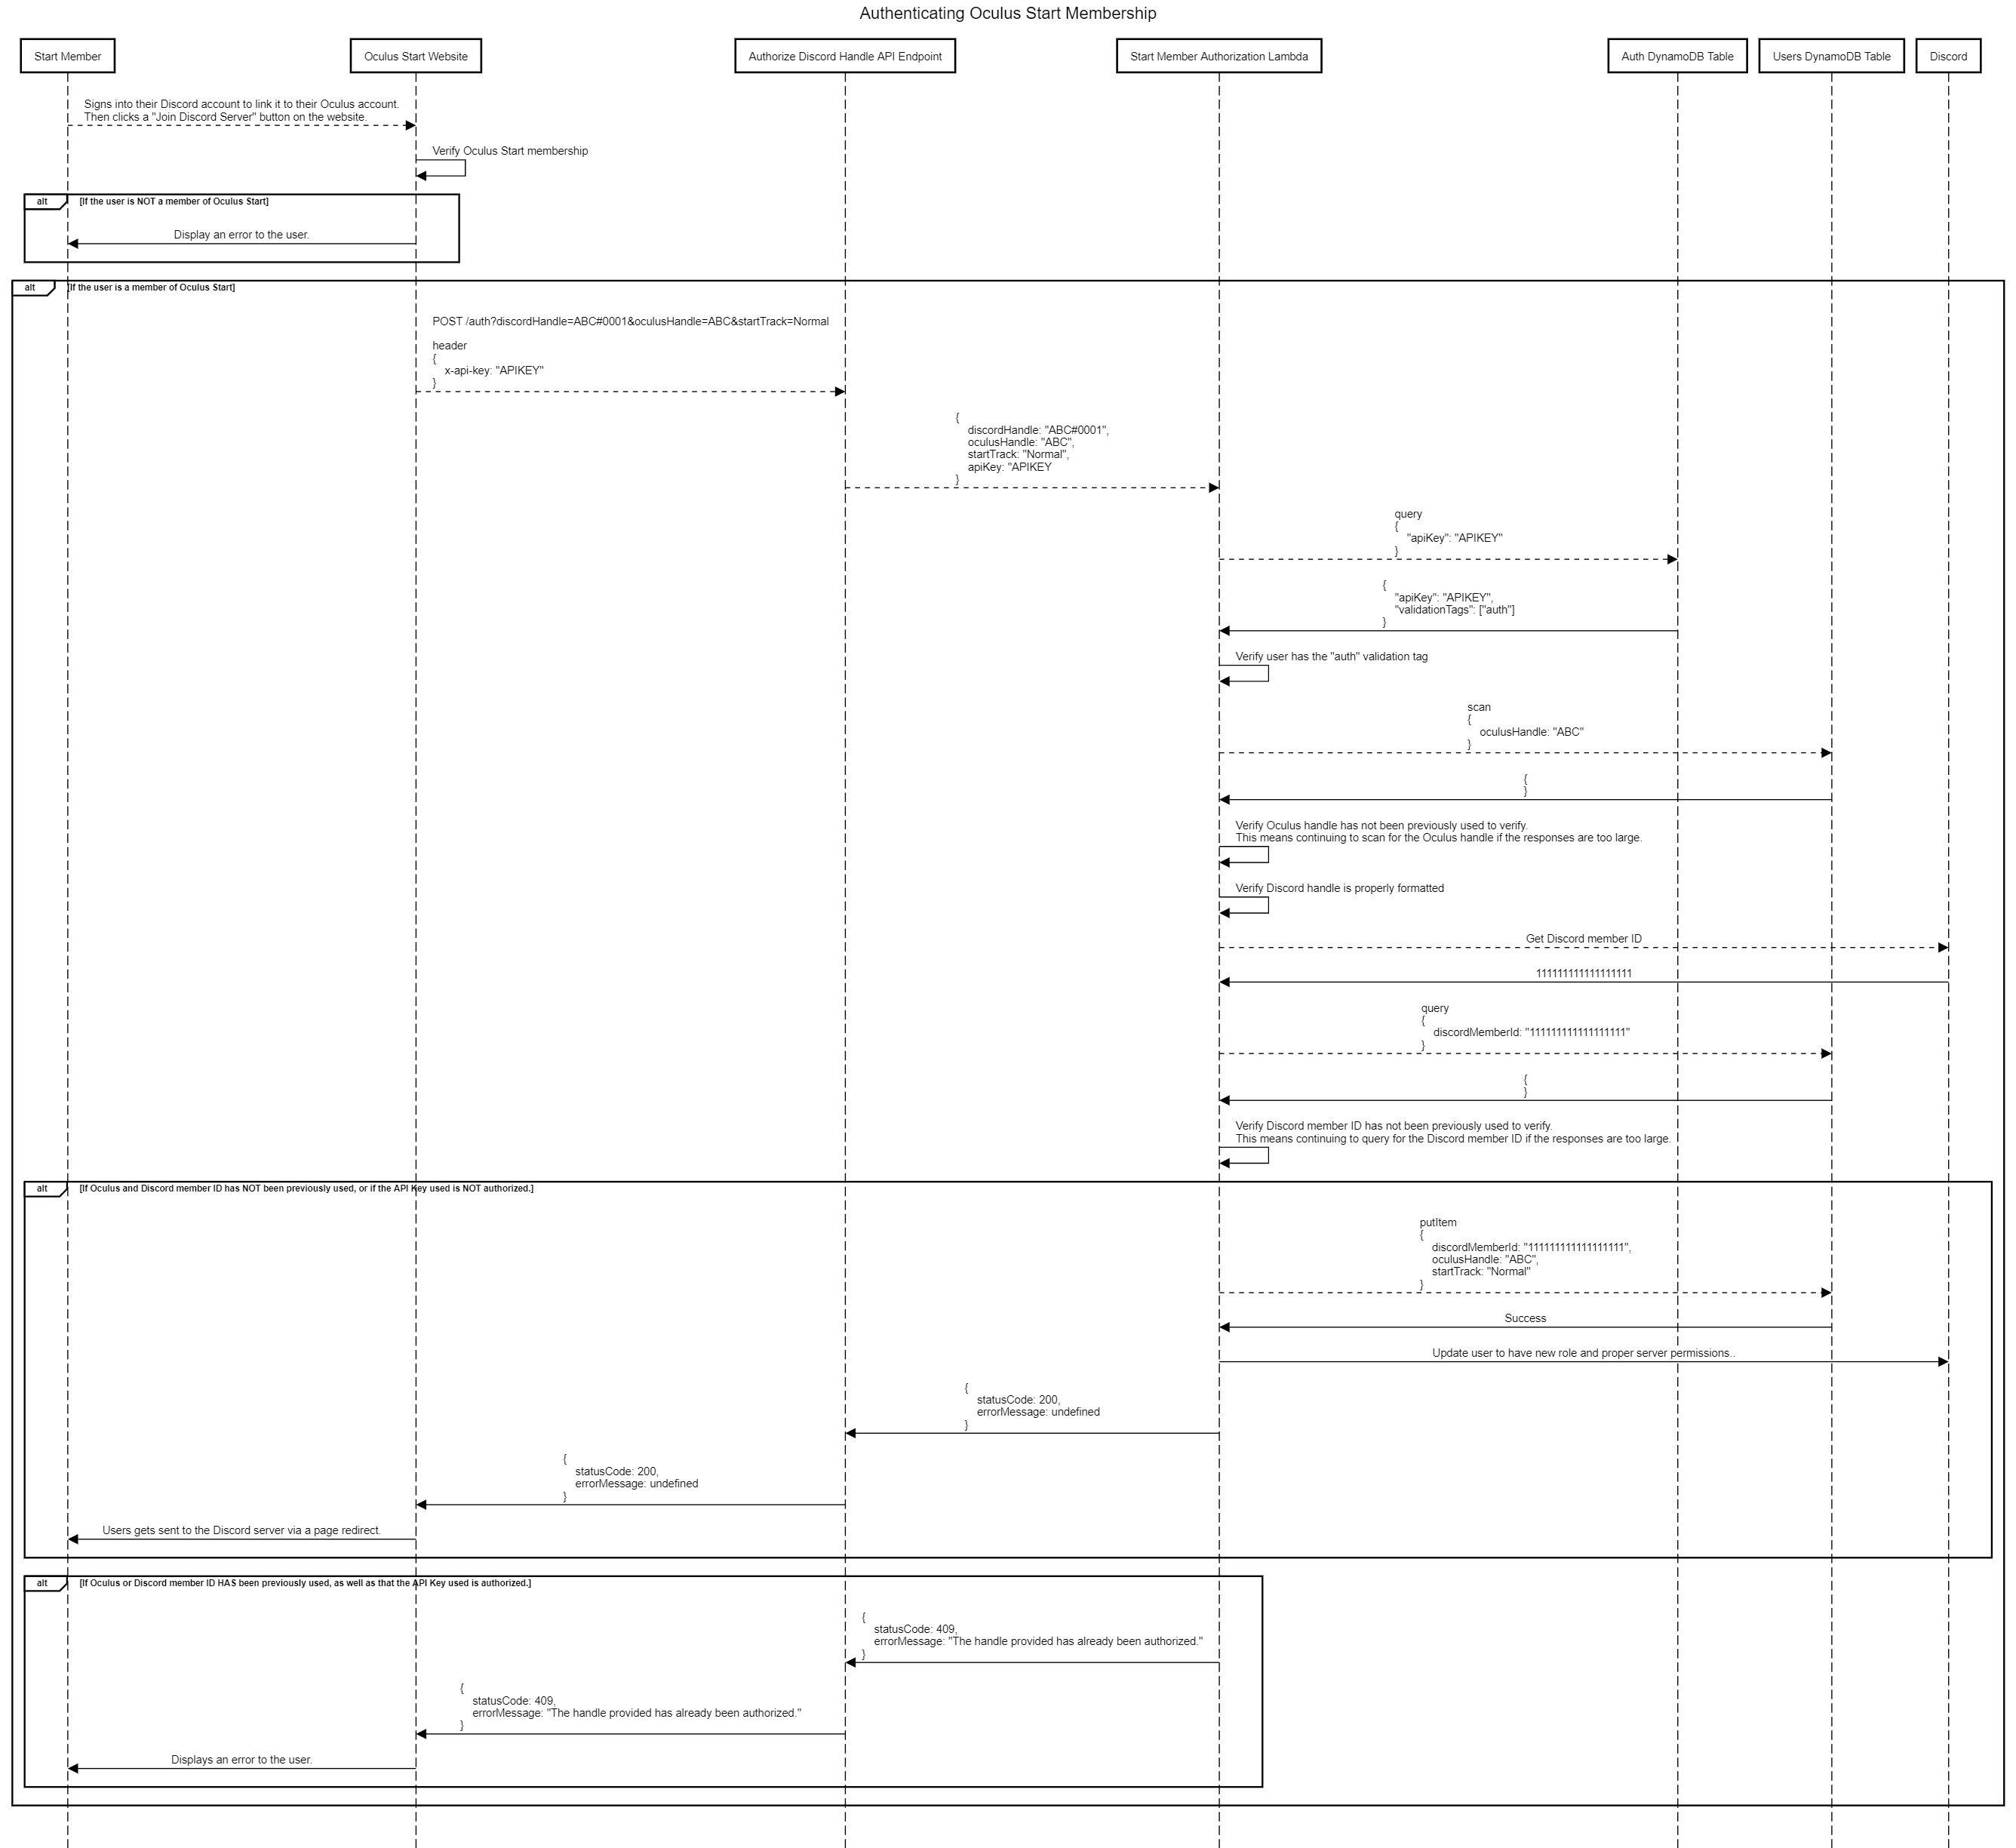 Authenticating Oculus Start Membership
Start Member
Oculus Start Website
Authorize Discord Handle API Endpoint
Start Member Authorization Lambda
Auth DynamoDB Table
Users DynamoDB Table
Discord
Signs into their Discord account to link it to their Oculus account.
Then clicks a "Join Discord Server" button on the website.
Verify Oculus Start membership
alt
[If the user is NOT a member of Oculus Start]
Display an error to the user.
alt
[If the user is a member of Oculus Start]
POST /auth?discordHandle=ABC#0001&oculusHandle=ABC&startTrack=Normal
header
{
x-api-key: "APIKEY"
}
{
discordHandle: "ABC#0001",
oculusHandle: "ABC",
startTrack: "Normal",
apiKey: "APIKEY
}
query
{
"apiKey": "APIKEY"
}
{
"apiKey": "APIKEY",
"validationTags": ["auth"]
}
Verify user has the "auth" validation tag
scan
{
oculusHandle: "ABC"
}
{
}
Verify Oculus handle has not been previously used to verify.
This means continuing to scan for the Oculus handle if the responses are too large.
Verify Discord handle is properly formatted
Get Discord member ID
111111111111111111
query
{
discordMemberId: "111111111111111111"
}
{
}
Verify Discord member ID has not been previously used to verify.
This means continuing to query for the Discord member ID if the responses are too large.
alt
[If Oculus and Discord member ID has NOT been previously used, or if the API Key used is NOT authorized.]
putItem
{
discordMemberId: "111111111111111111",
oculusHandle: "ABC",
startTrack: "Normal"
}
Success
Update user to have new role and proper server permissions..
{
statusCode: 200,
errorMessage: undefined
}
{
statusCode: 200,
errorMessage: undefined
}
Users gets sent to the Discord server via a page redirect.
alt
[If Oculus or Discord member ID HAS been previously used, as well as that the API Key used is authorized.]
{
statusCode: 409,
errorMessage: "The handle provided has already been authorized."
}
{
statusCode: 409,
errorMessage: "The handle provided has already been authorized."
}
Displays an error to the user.